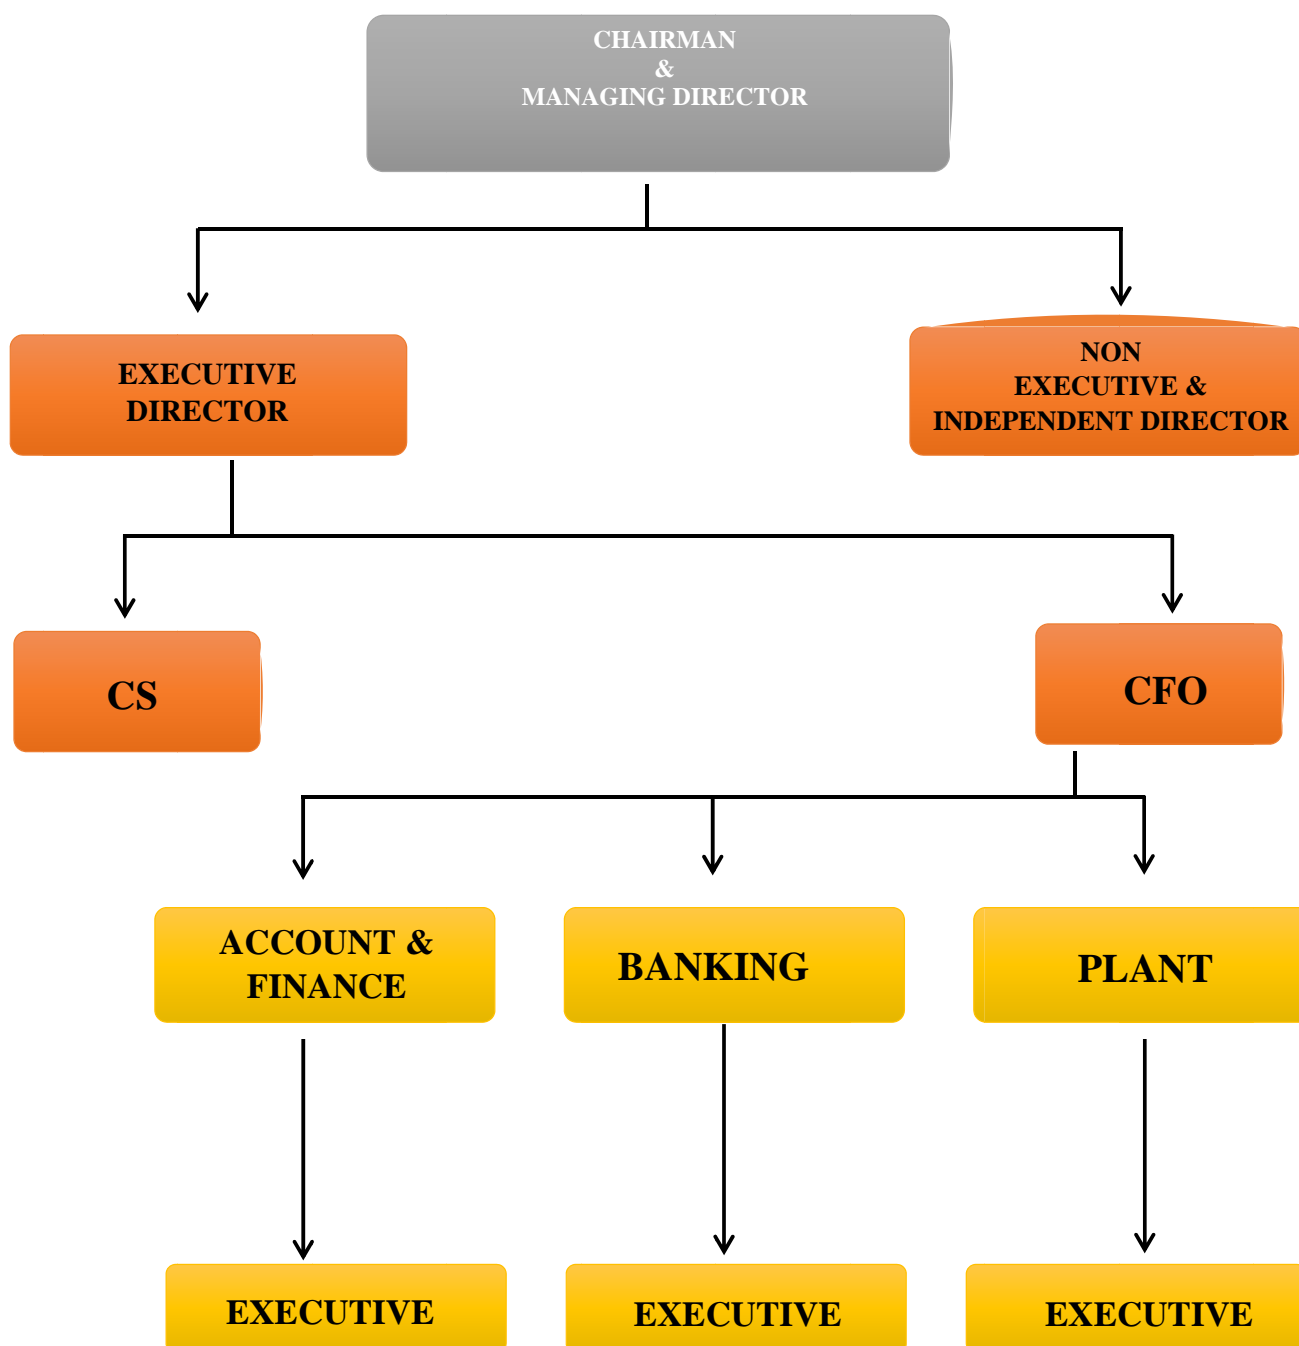 CHAIRMAN
&
MANAGING DIRECTOR
EXECUTIVE
DIRECTOR
NON
EXECUTIVE &
INDEPENDENT DIRECTOR
CS
CFO
ACCOUNT &
FINANCE
BANKING
PLANT
EXECUTIVE
EXECUTIVE
EXECUTIVE